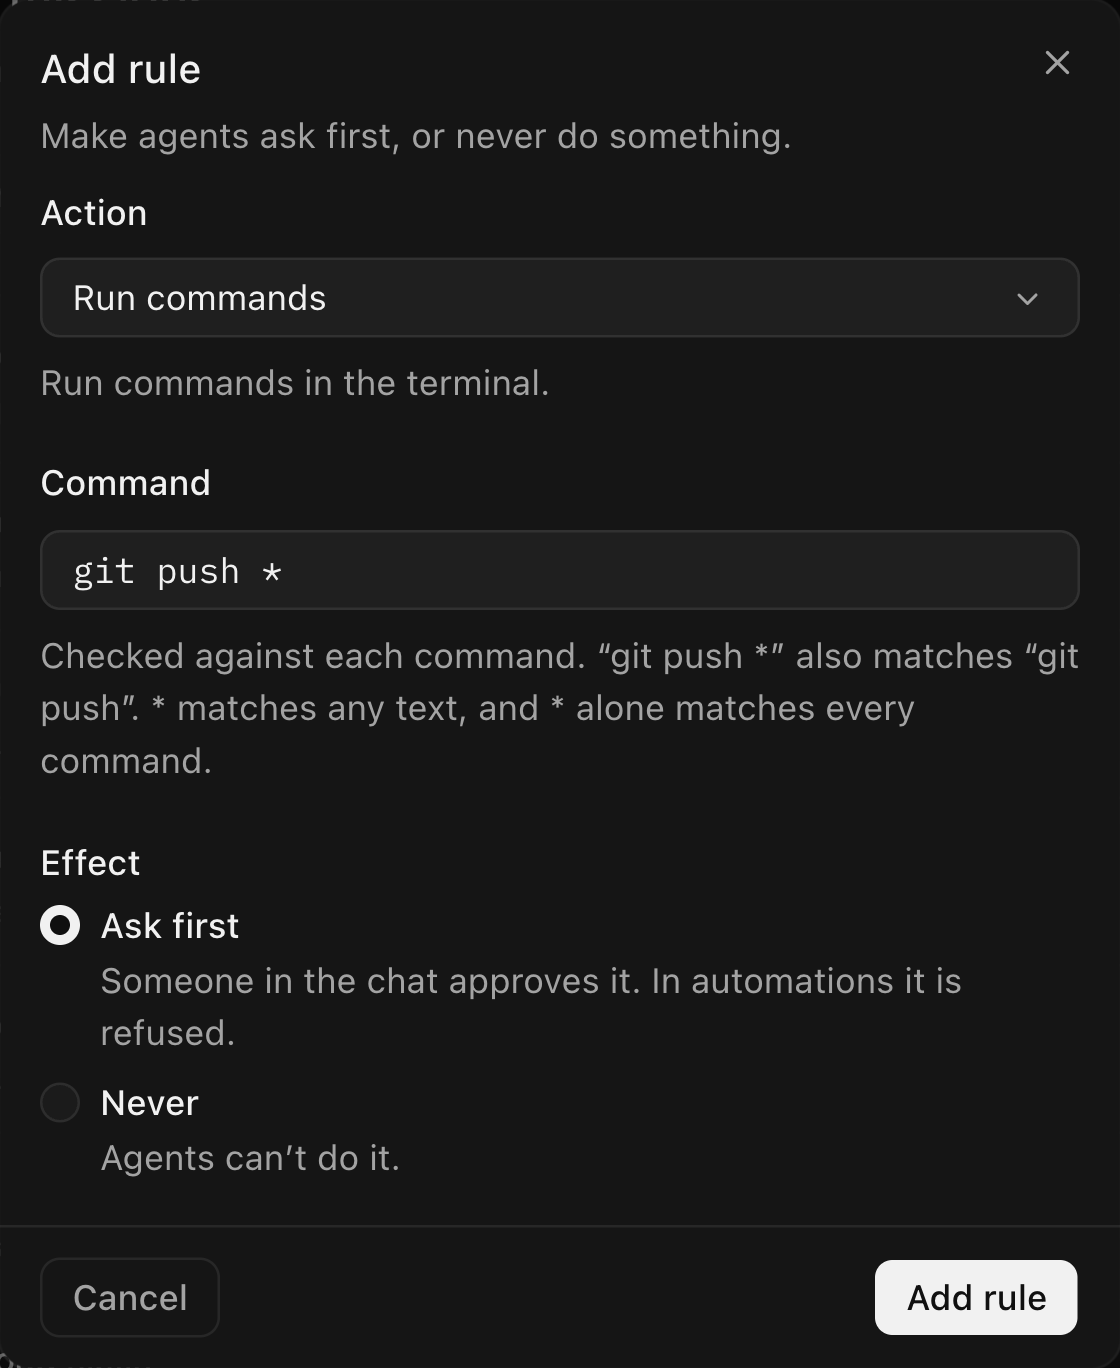 Add rule
Make agents ask first, or never do something.
Action
Run commands
Run commands in the terminal.
Command
git push *
Checked against each command. “git push *” also matches “git
push”. * matches any text, and * alone matches every
command.
Effect
Ask first
Someone in the chat approves it. In automations it is
refused.
Never
Agents can’t do it.
Cancel
Add rule